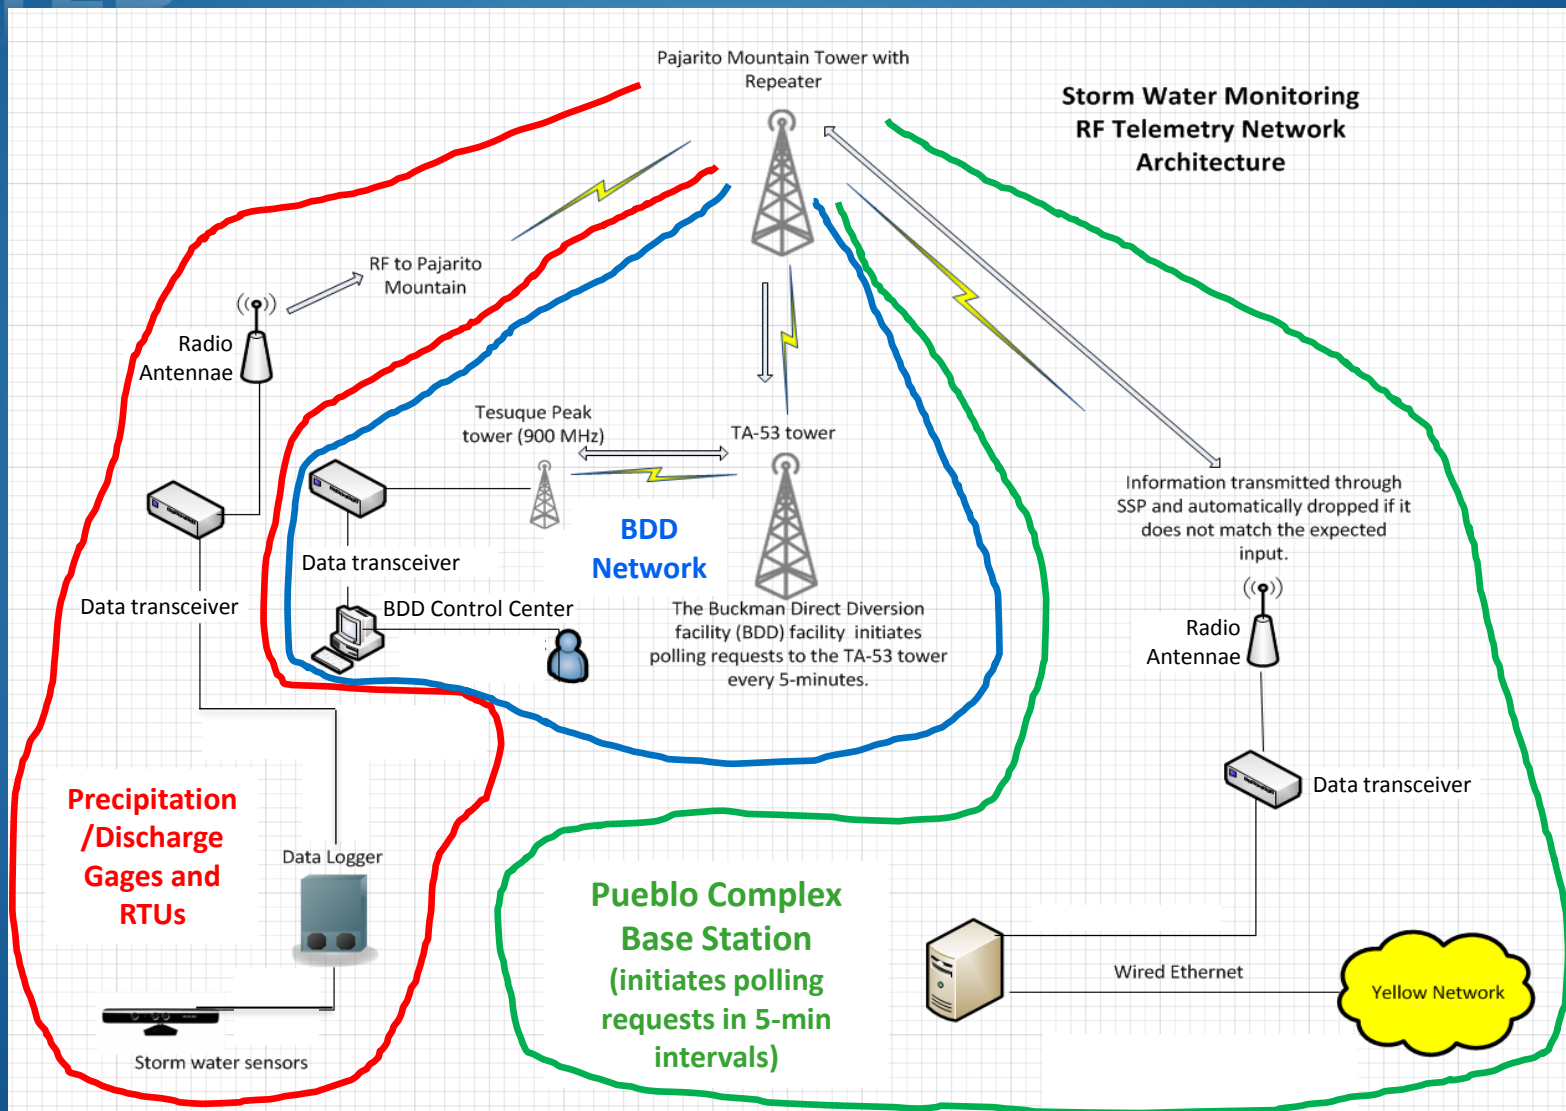 Pajarito Mountain Tower with
Repeater
Storm Water Monitoring
RF Telemetry Network
Architecture
RF to Pajarito
Mountain
Radio
Antennae
Tesuque Peak
tower (900 MHz)
TA-53 tower
Information transmitted through
SSP and automatically dropped if it
does not match the expected
input.
BDD
Network
Data transceiver
Data transceiver
BDD Control Center
The Buckman Direct Diversion
facility (BDD) facility initiates
polling requests to the TA-53 tower
every 5-minutes.
Radio
Antennae
Data transceiver
Precipitation
/Discharge
Gages and
RTUs
Data Logger
Pueblo Complex
Base Station
(initiates polling
requests in 5-min
intervals)
Wired Ethernet
Yellow Network
Storm water sensors